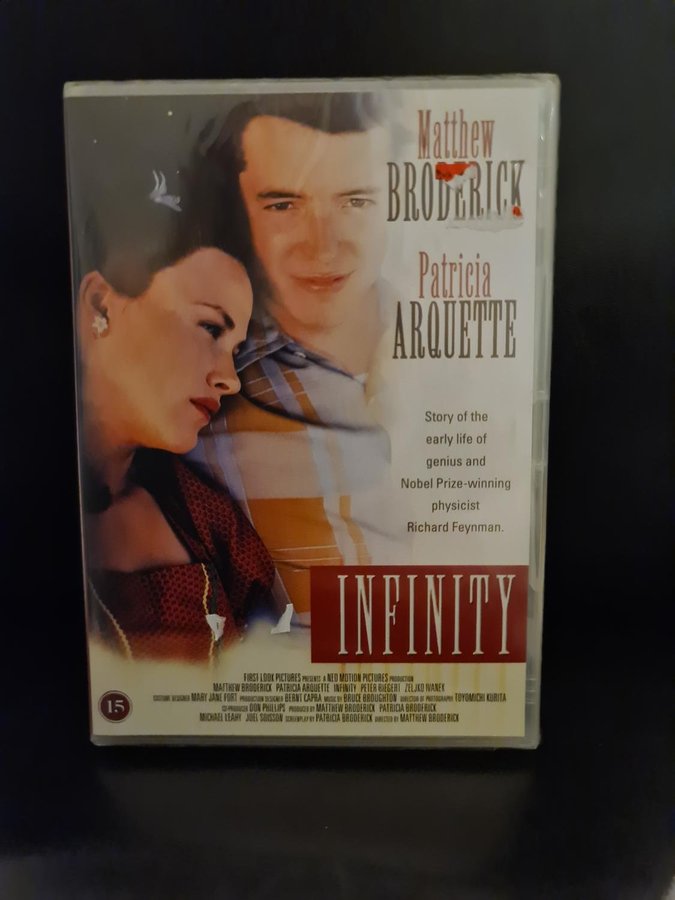 Matthew
BRODERICK
Patricia
ARQUETTE
Story of the
early life of
genius and
Nobel Prize-winning
physicist
Richard Feynman.
INFINITY
15
FIRST LOOK PICTURES PRESENTS A NEO MOTION PICTURES PRODUCTION
MATTHEW BRODERICK PATRICIA ARQUETTE INFINITY PETER RIEGERT ZELJKO IVANEK
COSTUME DESIGNER MARY JANE FORT PRODUCTION DESIGNER BERNT CAPRA MUSIC BY BRUCE BROUGHTON DIRECTOR OF PHOTOGRAPHY TOYOMICHI KURITA
CO-PRODUCER DON PHILLIPS PRODUCED BY MATTHEW BRODERICK PATRICIA BRODERICK
MICHAEL LEAHY JOEL SOISSON SCREENPLAY BY PATRICIA BRODERICK DIRECTED BY MATTHEW BRODERICK